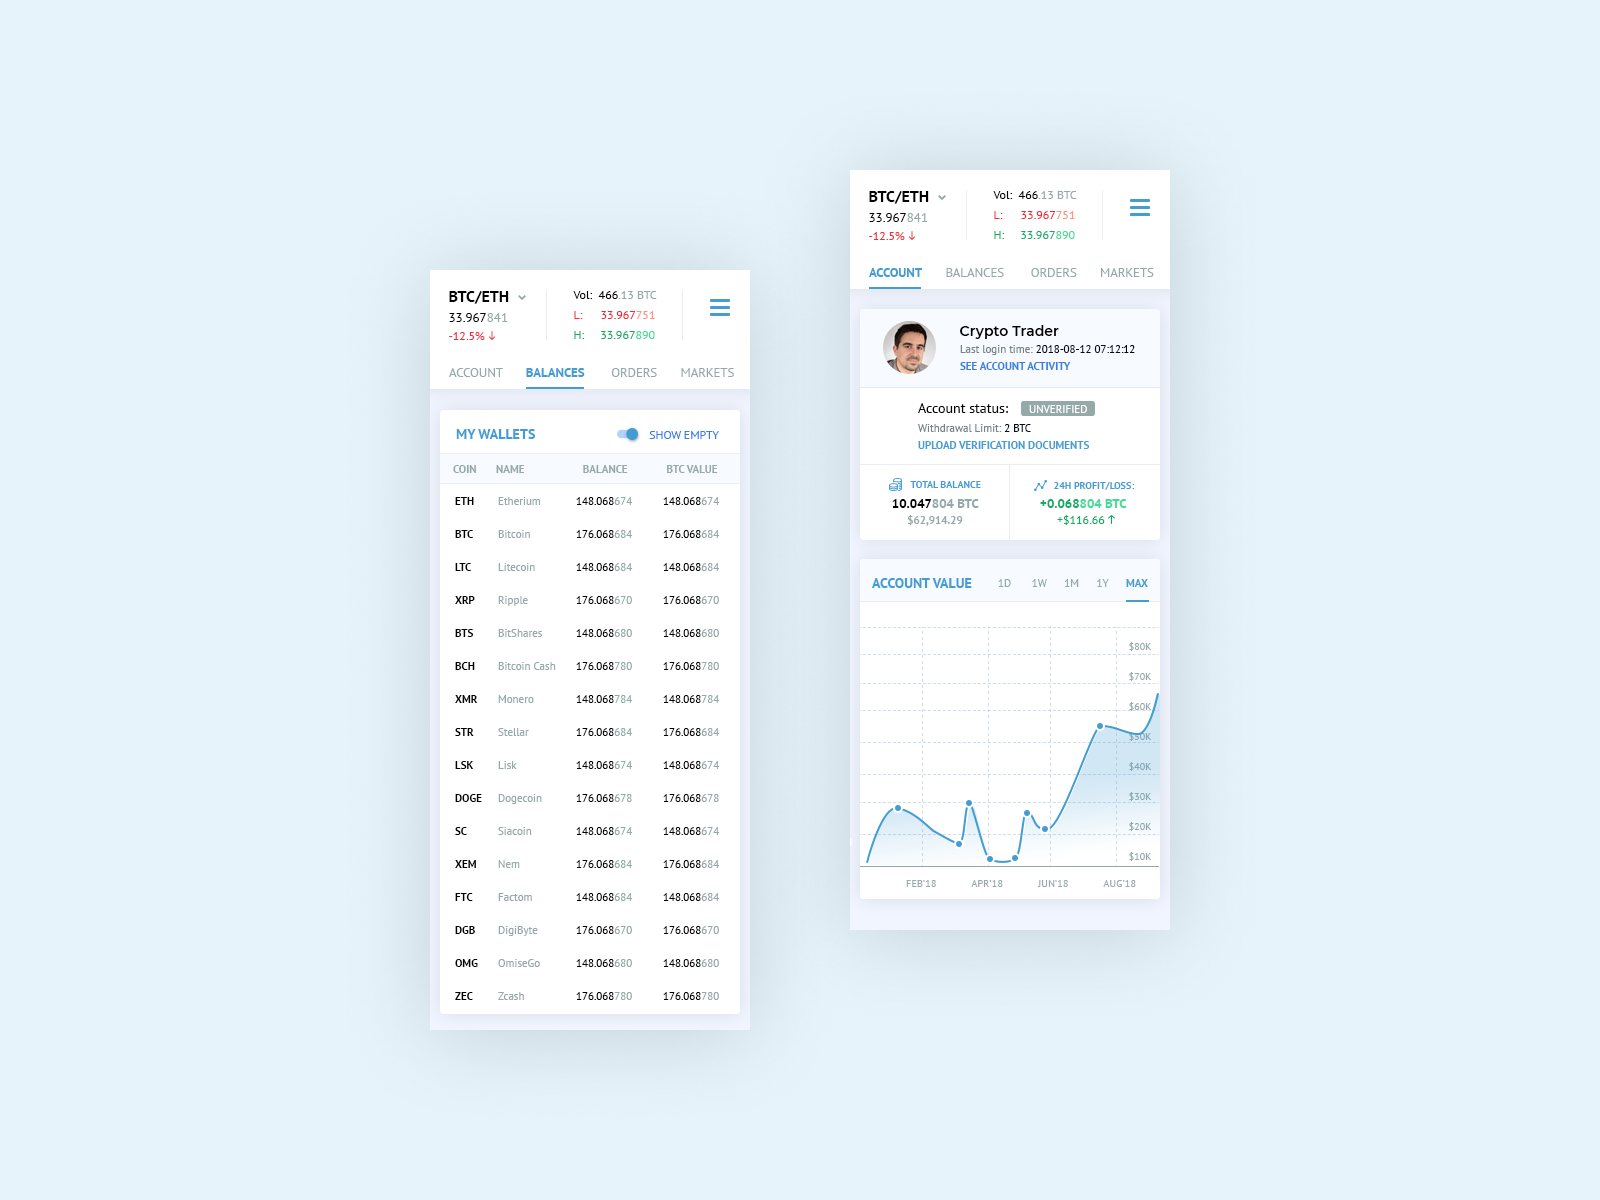 BTC/ETH
33.967841
-12.5% ↓
Vol: 466.13 BTC
L: 33.967751
H: 33.967890
ACCOUNT BALANCES ORDERS MARKETS
MY WALLETS SHOW EMPTY
COIN NAME BALANCE BTC VALUE
ETH Etherium 148.068674 148.068674
BTC Bitcoin 176.068684 176.068684
LTC Litecoin 148.068684 148.068684
XRP Ripple 176.068670 176.068670
BTS BitShares 148.068680 148.068680
BCH Bitcoin Cash 176.068780 176.068780
XMR Monero 148.068784 148.068784
STR Stellar 176.068684 176.068684
LSK Lisk 148.068674 148.068674
DOGE Dogecoin 176.068678 176.068678
SC Siacoin 148.068674 148.068674
XEM Nem 176.068684 176.068684
FTC Factom 148.068684 148.068684
DGB DigiByte 176.068670 176.068670
OMG OmiseGo 148.068680 148.068680
ZEC Zcash 176.068780 176.068780
BTC/ETH
33.967841
-12.5% ↓
Vol: 466.13 BTC
L: 33.967751
H: 33.967890
ACCOUNT BALANCES ORDERS MARKETS
Crypto Trader
Last login time: 2018-08-12 07:12:12
SEE ACCOUNT ACTIVITY
Account status: UNVERIFIED
Withdrawal Limit: 2 BTC
UPLOAD VERIFICATION DOCUMENTS
TOTAL BALANCE
10.047804 BTC
$62,914.29
24H PROFIT/LOSS:
+0.068804 BTC
+$116.66 ↑
ACCOUNT VALUE 1D 1W 1M 1Y MAX
$80K
$70K
$60K
$50K
$40K
$30K
$20K
$10K
FEB'18 APR'18 JUN'18 AUG'18